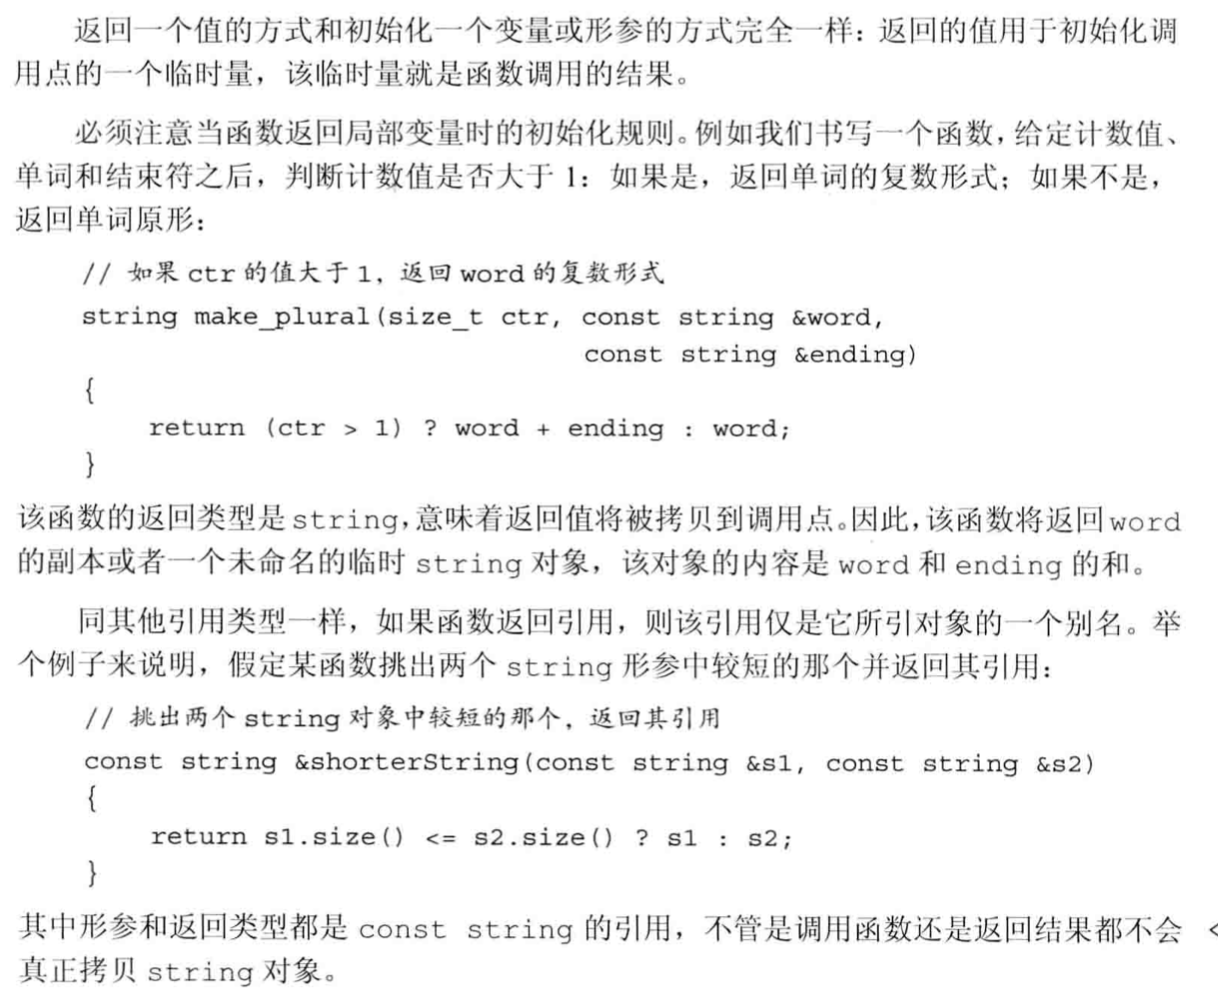 返回一个值的方式和初始化一个变量或形参的方式完全一样：返回的值用于初始化调
用点的一个临时量，该临时量就是函数调用的结果。
必须注意当函数返回局部变量时的初始化规则。例如我们书写一个函数，给定计数值、
单词和结束符之后，判断计数值是否大于 1：如果是，返回单词的复数形式；如果不是，
返回单词原形：
// 如果 ctr 的值大于 1，返回 word 的复数形式
string make_plural(size_t ctr, const string &word,
const string &ending)
{
return (ctr > 1) ? word + ending : word;
}
该函数的返回类型是 string，意味着返回值将被拷贝到调用点。因此，该函数将返回 word
的副本或者一个未命名的临时 string 对象，该对象的内容是 word 和 ending 的和。
同其他引用类型一样，如果函数返回引用，则该引用仅是它所引对象的一个别名。举
个例子来说明，假定某函数挑出两个 string 形参中较短的那个并返回其引用：
// 挑出两个 string 对象中较短的那个，返回其引用
const string &shorterString(const string &s1, const string &s2)
{
return s1.size() <= s2.size() ? s1 : s2;
}
其中形参和返回类型都是 const string 的引用，不管是调用函数还是返回结果都不会 <
真正拷贝 string 对象。